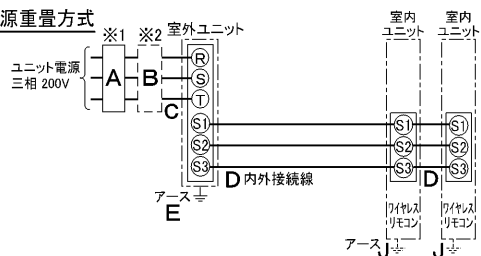 源重畳方式
※1
※2
室外ユニット
室内
ユニット
室内
ユニット
ユニット電源
三相 200V
A
B
C
R
S
T
S1
S2
S3
S1
S2
S3
S1
S2
S3
D 内外接続線
D
アース
E
ワイヤレス
リモコン
ワイヤレス
リモコン
アース J
J